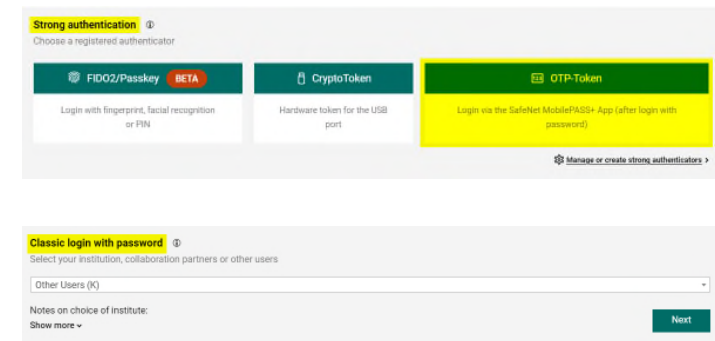 Strong authentication
Choose a registered authenticator
FIDO2/Passkey BETA
Login with fingerprint, facial recognition
or PIN
CryptoToken
Hardware token for the USB
port
OTP-Token
Login via the SafeNet MobilePASS+ App (after login with
password)
Manage or create strong authenticators >
Classic login with password
Select your institution, collaboration partners or other users
Other Users (K)
Notes on choice of institute:
Show more
Next